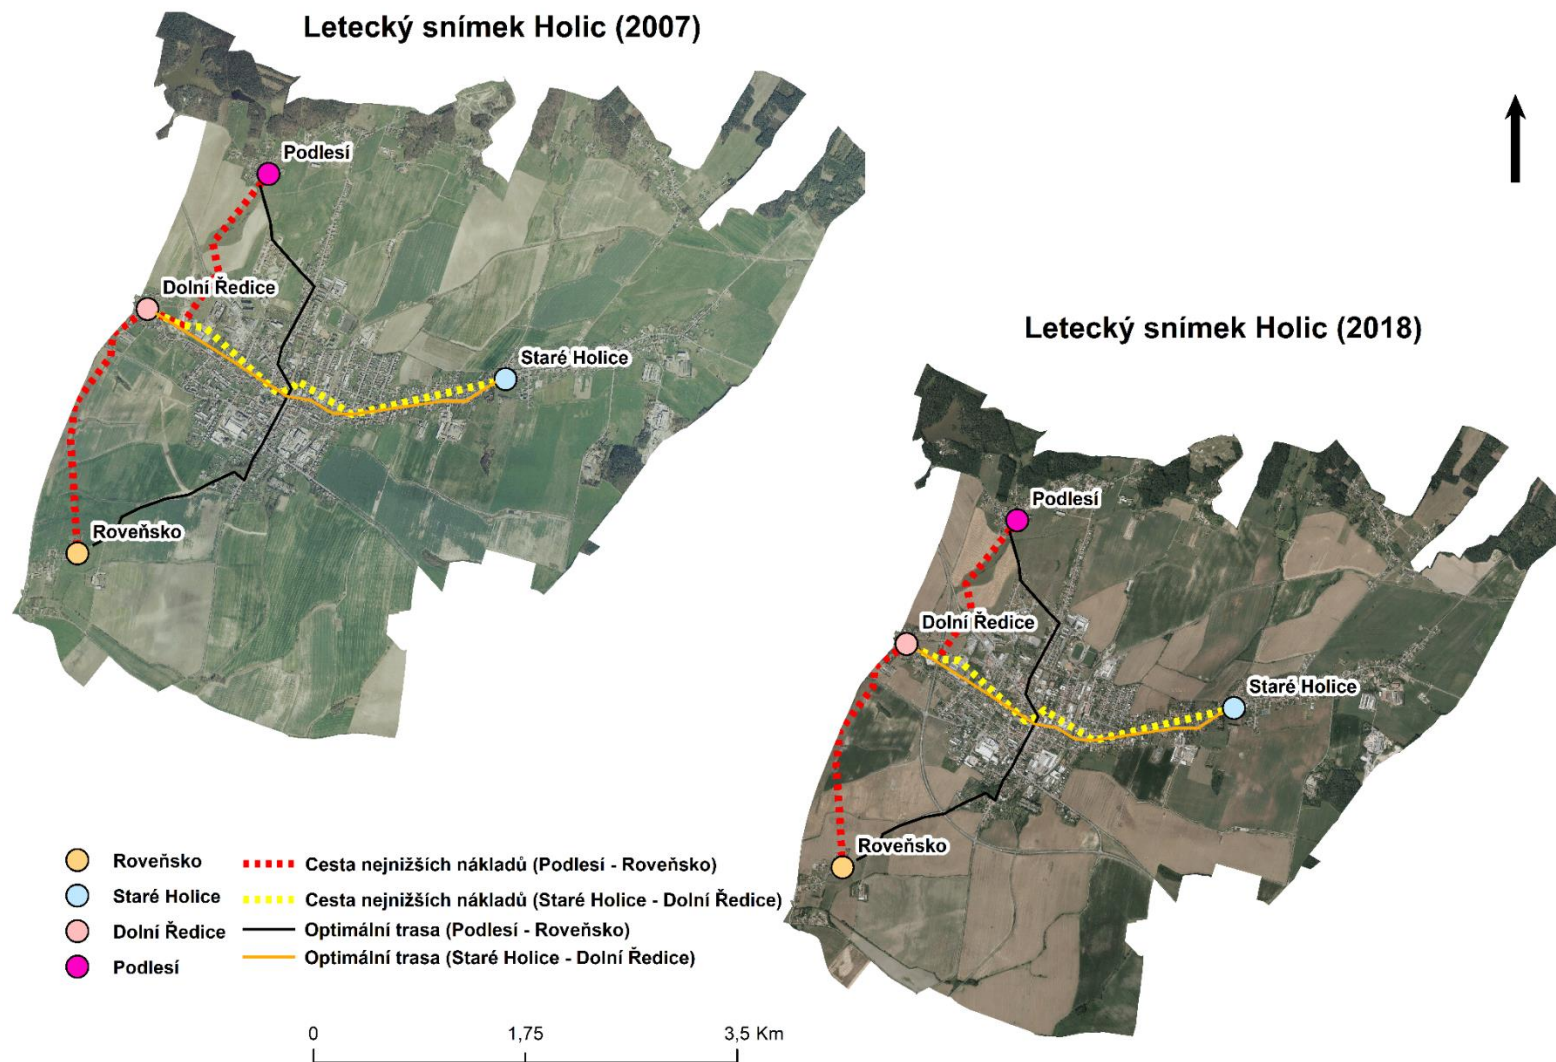 Letecký snímek Holic (2007)
Podlesí
Dolní Ředice
Staré Holice
Roveňsko
Letecký snímek Holic (2018)
Podlesí
Dolní Ředice
Staré Holice
Roveňsko
Roveňsko
Staré Holice
Dolní Ředice
Podlesí
Cesta nejnižších nákladů (Podlesí - Roveňsko)
Cesta nejnižších nákladů (Staré Holice - Dolní Ředice)
Optimální trasa (Podlesí - Roveňsko)
Optimální trasa (Staré Holice - Dolní Ředice)
0 1,75 3,5 Km